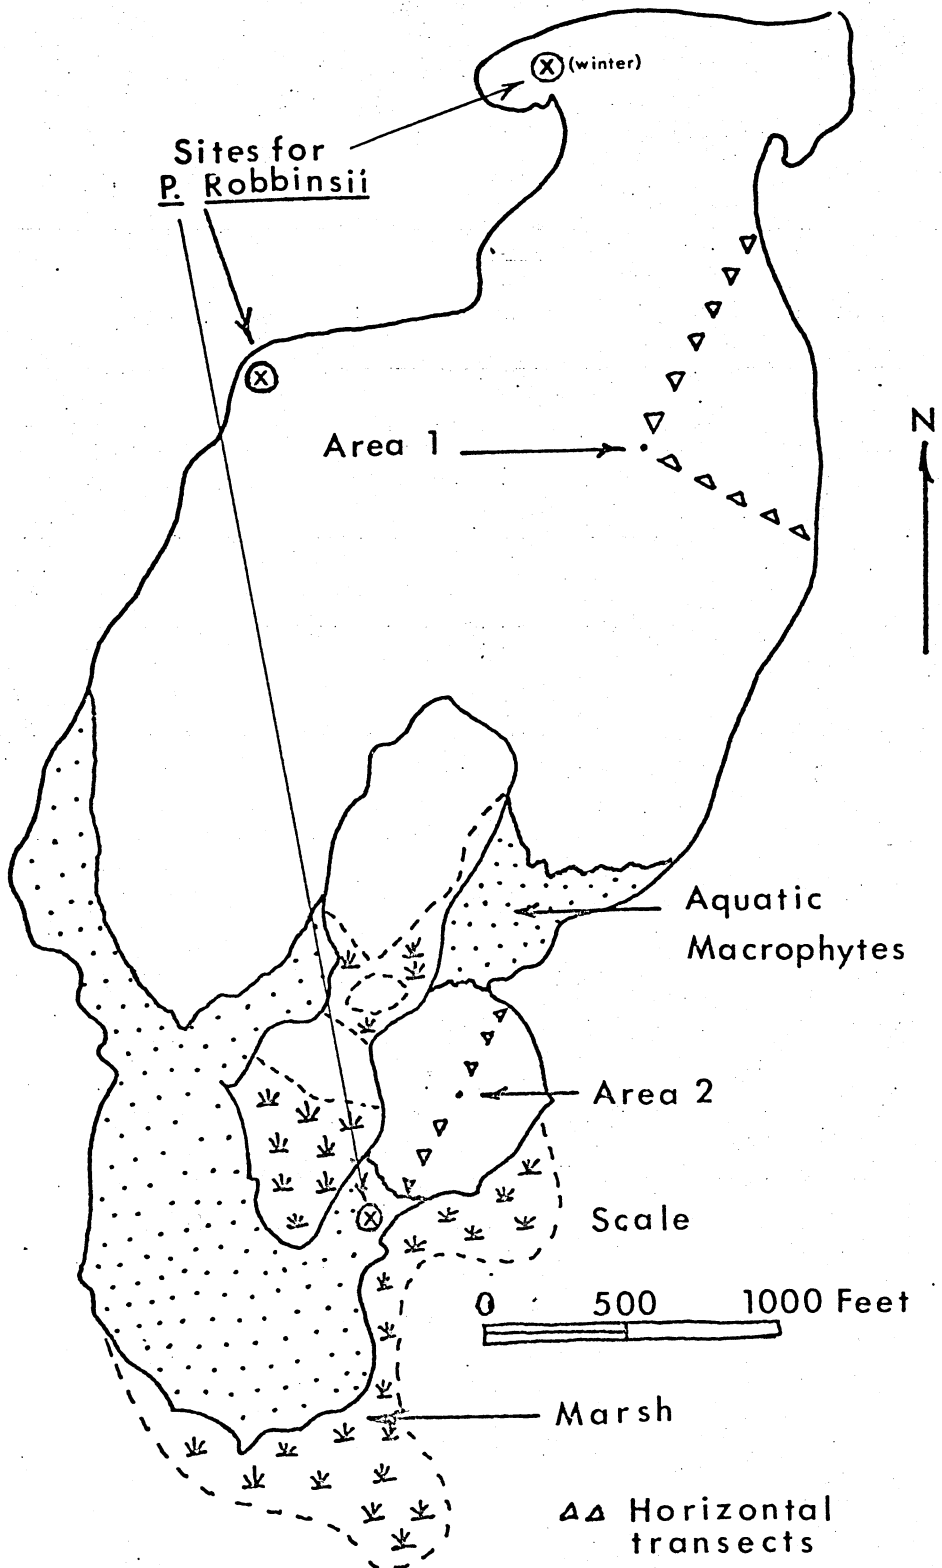 (winter)
Sites for
P. Robbinsii
Area 1
N
Aquatic
Macrophytes
Area 2
Scale
0 500 1000 Feet
Marsh
Horizontal
transects